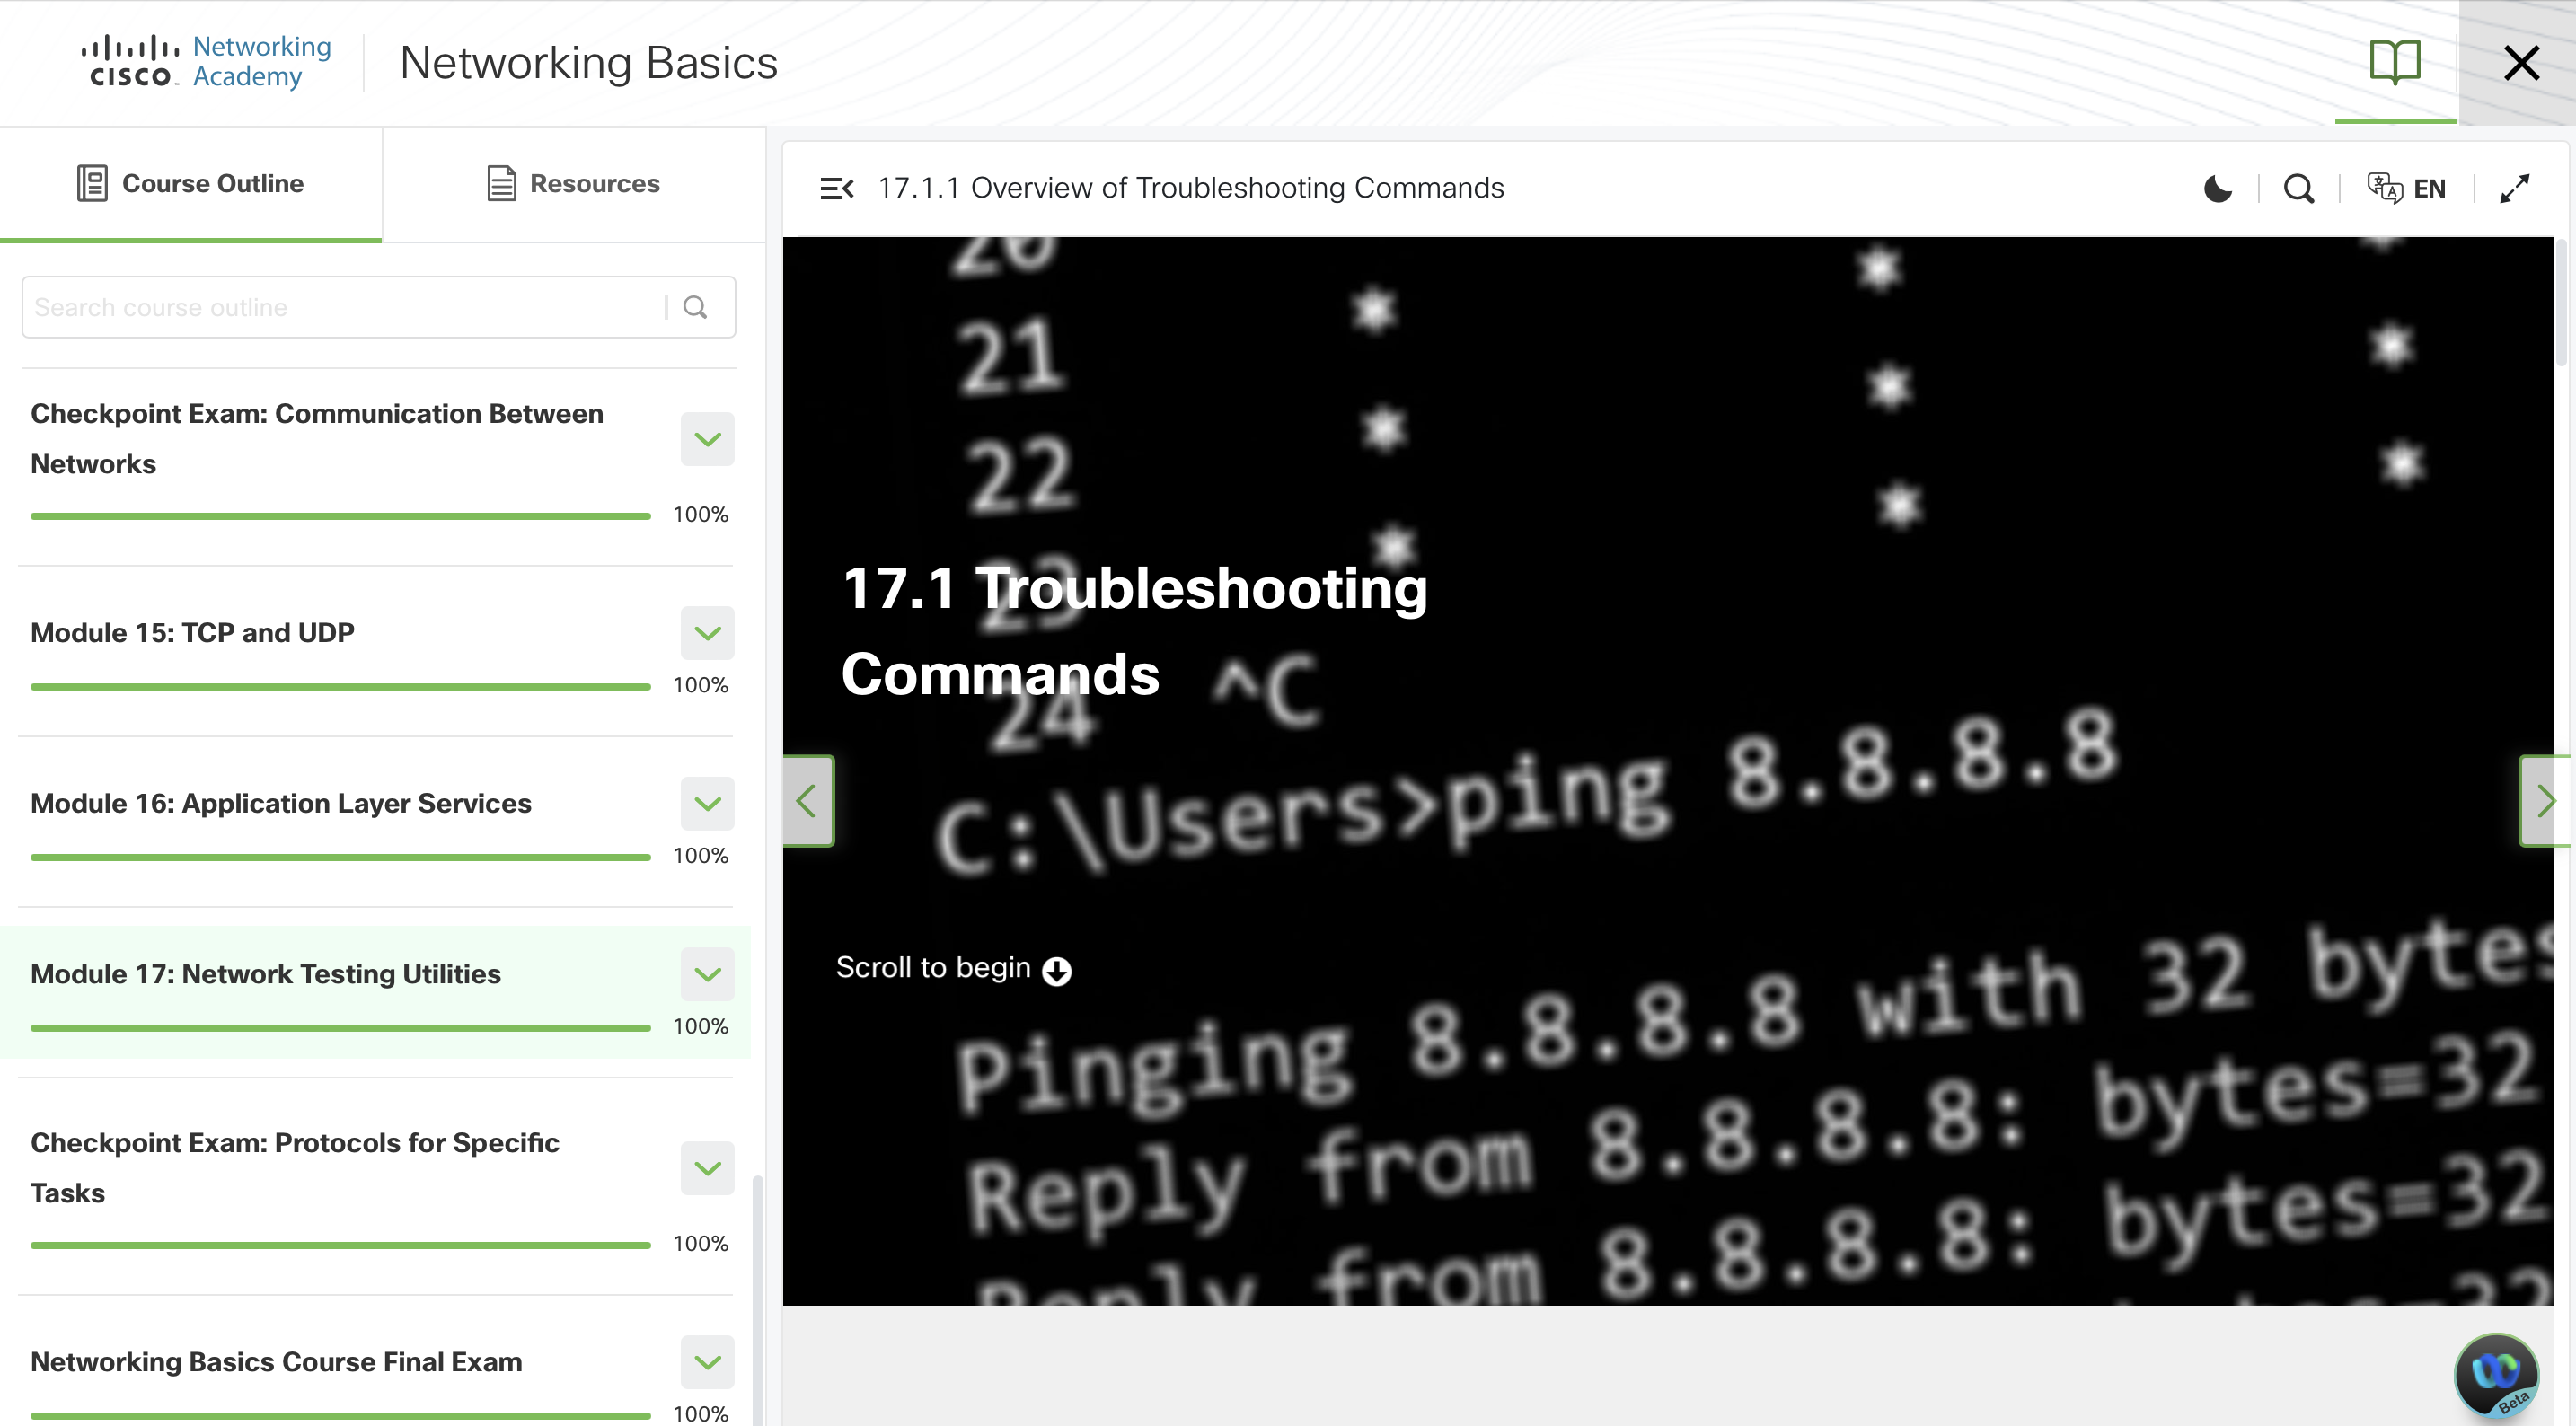 CISCO
Networking
Academy
Networking Basics
Course Outline
Resources
Search course outline
Checkpoint Exam: Communication Between
Networks
100%
Module 15: TCP and UDP
100%
Module 16: Application Layer Services
100%
Module 17: Network Testing Utilities
100%
Checkpoint Exam: Protocols for Specific
Tasks
100%
Networking Basics Course Final Exam
100%
17.1.1 Overview of Troubleshooting Commands
EN
20
21 * * *
22 * * *
23 * * *
24 ^C
17.1 Troubleshooting
Commands
C:\Users>ping 8.8.8.8
Scroll to begin
Pinging 8.8.8.8 with 32 bytes
Reply from 8.8.8.8: bytes=32
Reply from 8.8.8.8: bytes=32
bytes=32
Beta